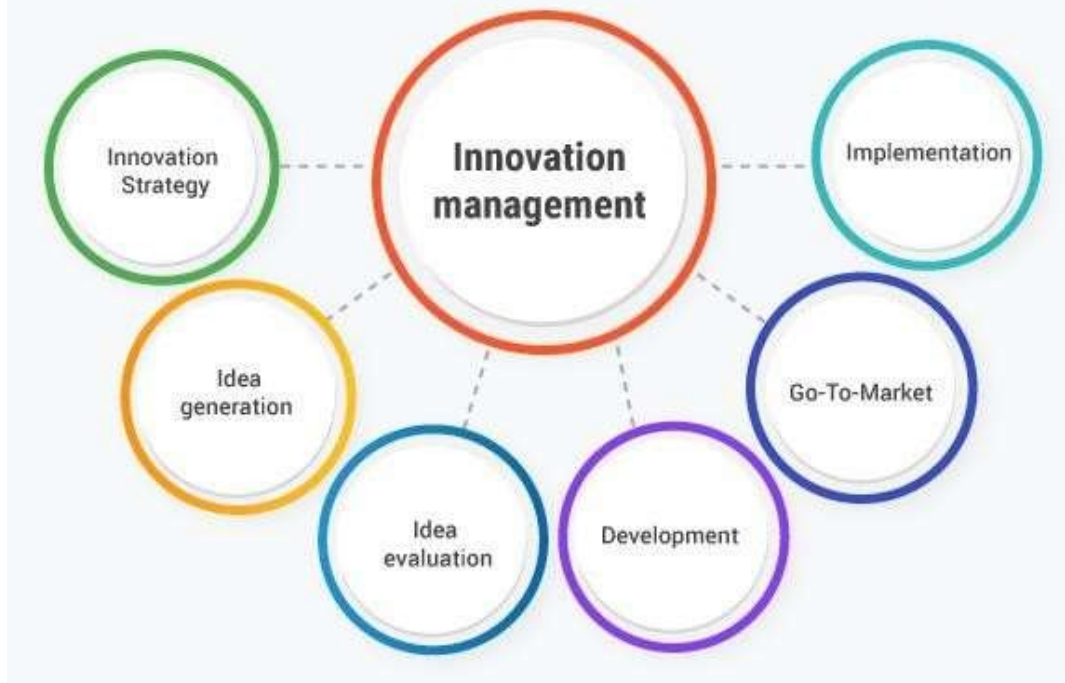 Innovation
management
Innovation
Strategy
Idea
generation
Idea
evaluation
Development
Go-To-Market
Implementation